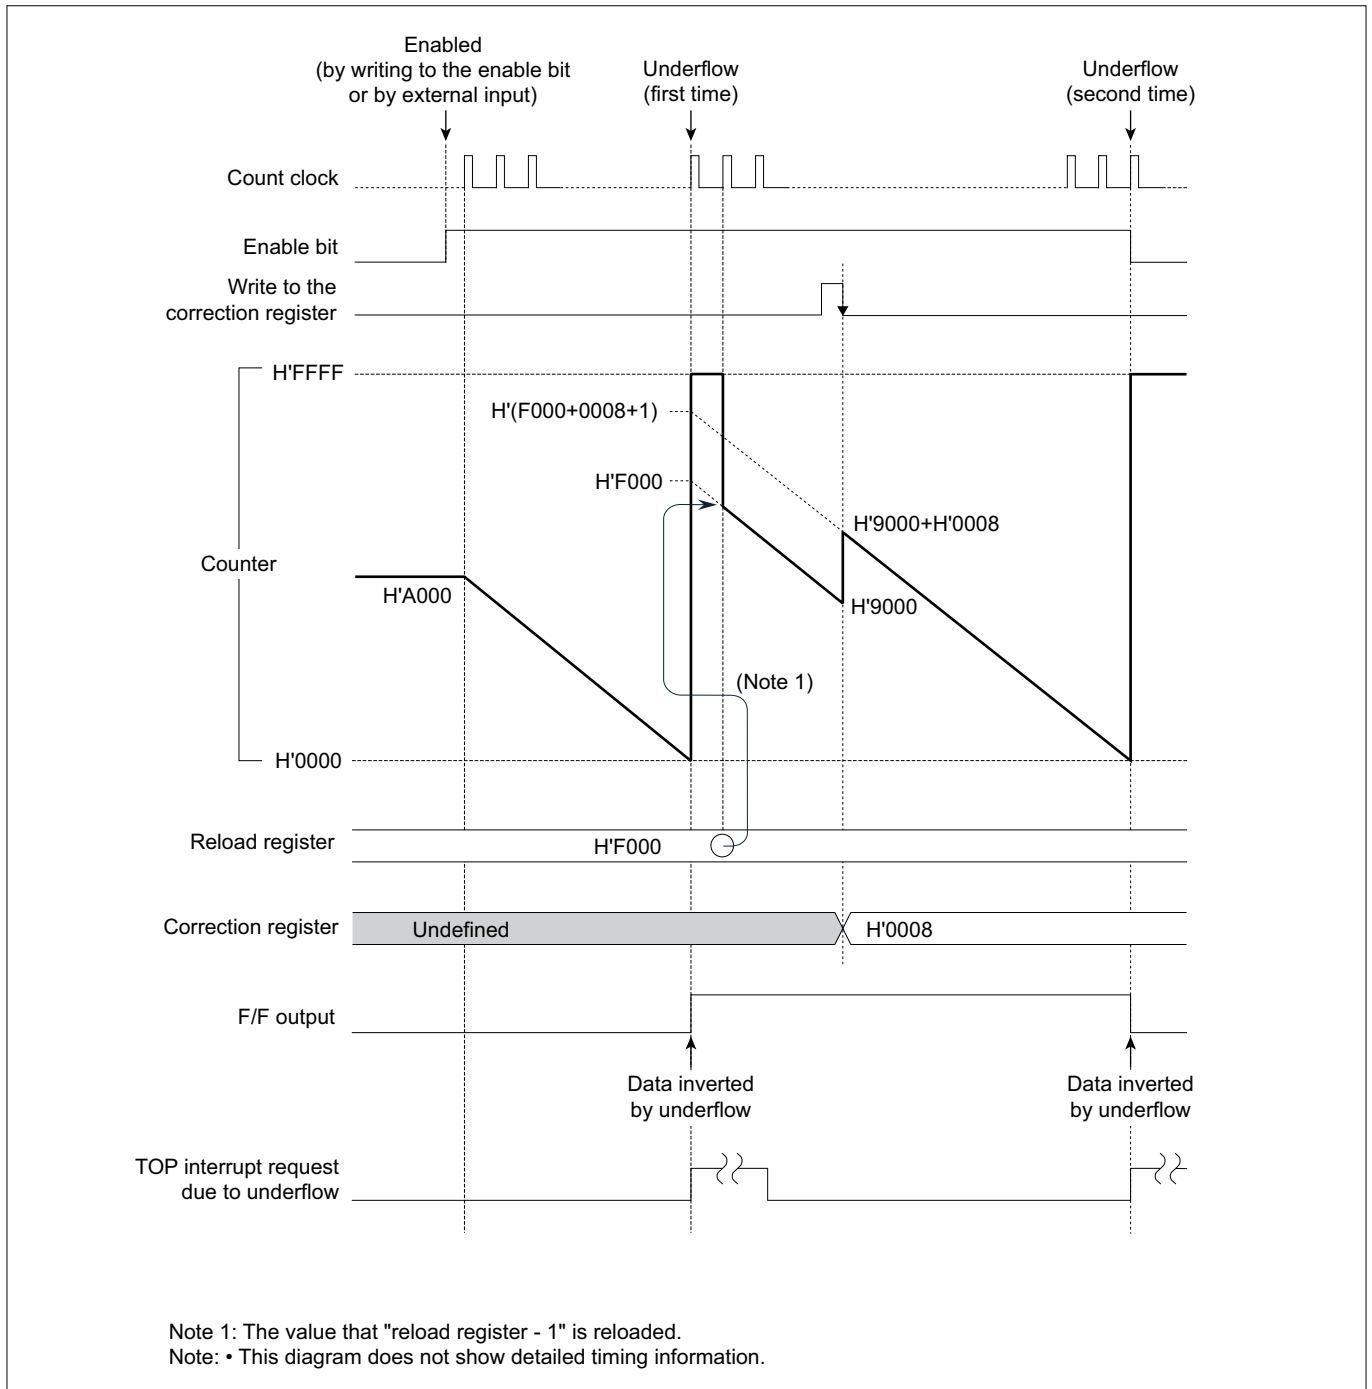 Enabled
(by writing to the enable bit
or by external input)
Underflow
(first time)
Underflow
(second time)
Count clock
Enable bit
Write to the
correction register
H'FFFF
H'(F000+0008+1)
H'F000
H'9000+H'0008
Counter
H'A000
H'9000
(Note 1)
H'0000
Reload register
H'F000
Correction register
Undefined
H'0008
F/F output
Data inverted
by underflow
Data inverted
by underflow
TOP interrupt request
due to underflow
Note 1: The value that "reload register - 1" is reloaded.
Note: • This diagram does not show detailed timing information.